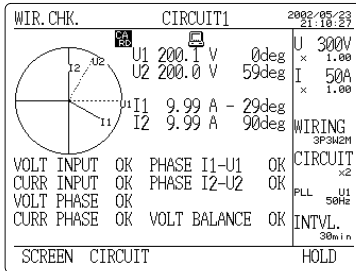 WIR.CHK. CIRCUIT1 2002/05/23
21:10:27
CARD
U1 200.1 V 0deg
U2 200.0 V 59deg
I1 9.99 A - 29deg
I2 9.99 A 90deg
I2 U2
U1
I1
VOLT INPUT OK PHASE I1-U1 OK
CURR INPUT OK PHASE I2-U2 OK
VOLT PHASE OK
CURR PHASE OK VOLT BALANCE OK
U 300V
× 1.00
I 50A
× 1.00
WIRING
3P3W2M
CIRCUIT
×2
PLL U1
50Hz
INTVL.
30min
SCREEN CIRCUIT HOLD